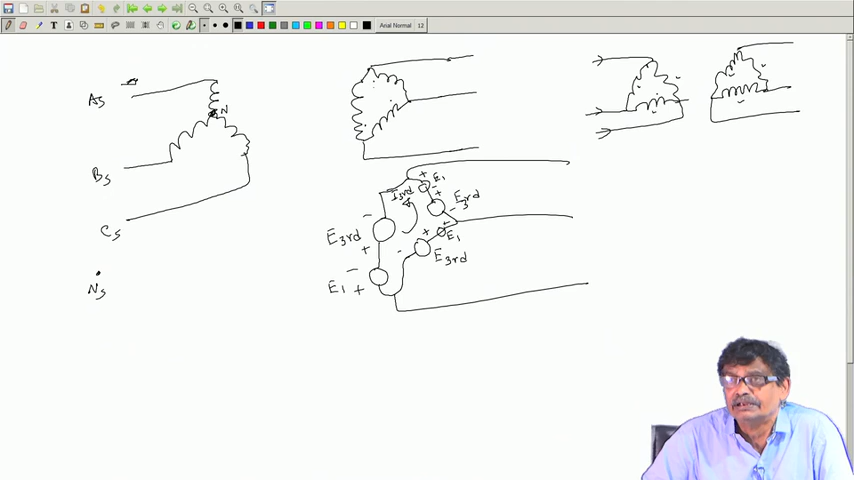 Arial Normal 12
As
N
Bs
Cs
Ns
E1
I3rd
E3rd
E3rd
E1
E3rd
E1